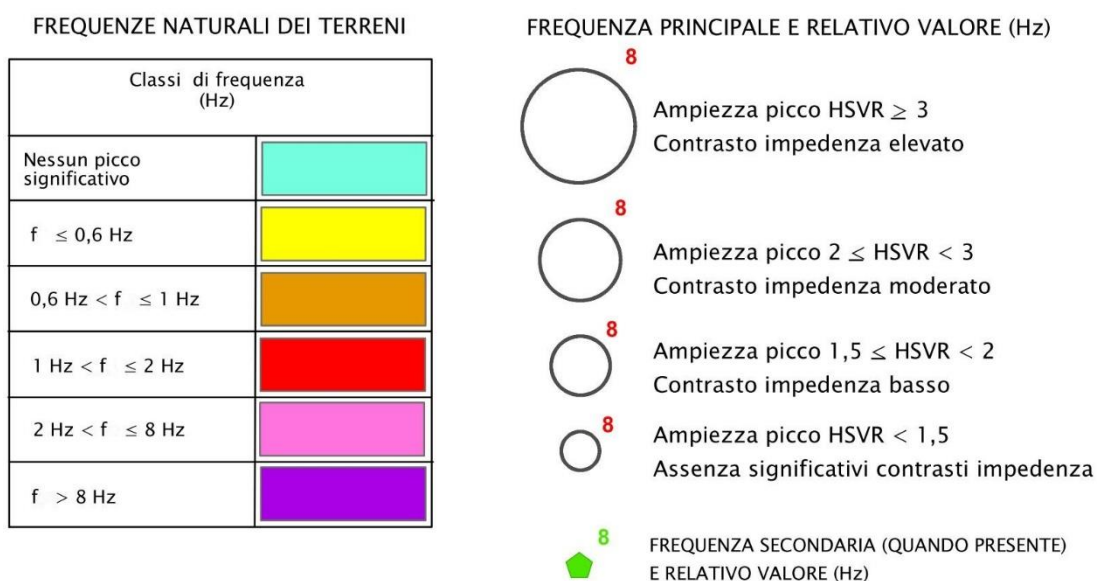 FREQUENZE NATURALI DEI TERRENI
Classi di frequenza
(Hz)
Nessun picco
significativo
f ≤ 0,6 Hz
0,6 Hz < f ≤ 1 Hz
1 Hz < f ≤ 2 Hz
2 Hz < f ≤ 8 Hz
f > 8 Hz
FREQUENZA PRINCIPALE E RELATIVO VALORE (Hz)
8
Ampiezza picco HSVR ≥ 3
Contrasto impedenza elevato
8
Ampiezza picco 2 ≤ HSVR < 3
Contrasto impedenza moderato
8
Ampiezza picco 1,5 ≤ HSVR < 2
Contrasto impedenza basso
8
Ampiezza picco HSVR < 1,5
Assenza significativi contrasti impedenza
8
FREQUENZA SECONDARIA (QUANDO PRESENTE)
E RELATIVO VALORE (Hz)